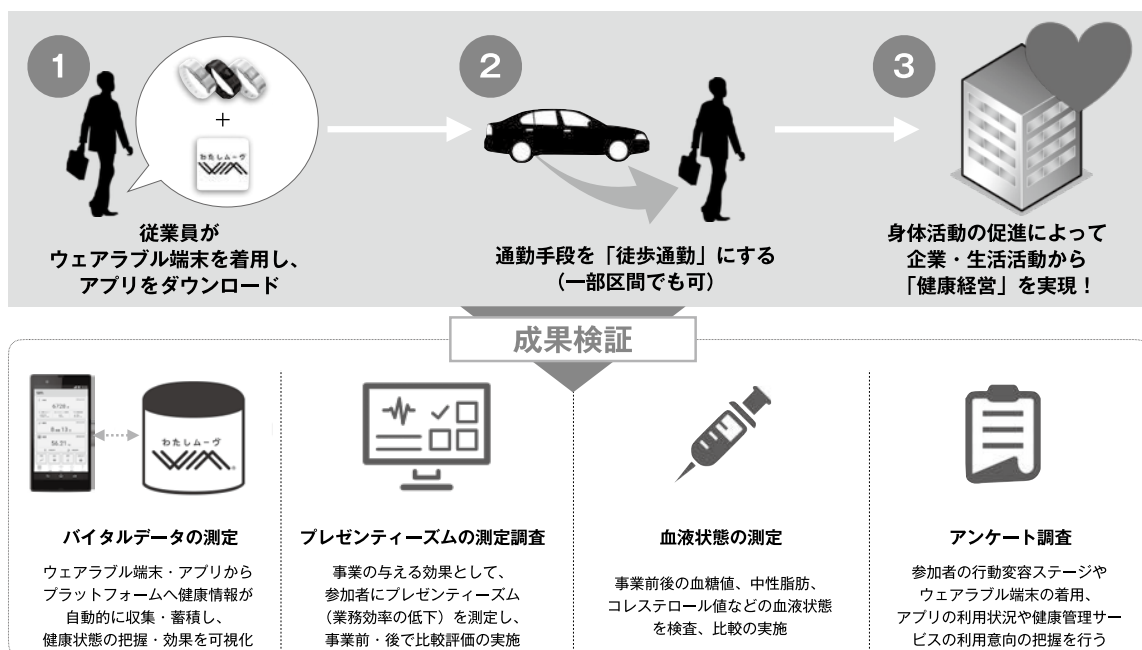 1
+
わたしムーヴ
WM
従業員が
ウェアラブル端末を着用し、
アプリをダウンロード
2
通勤手段を「徒歩通勤」にする
（一部区間でも可）
3
身体活動の促進によって
企業・生活活動から
「健康経営」を実現！
成果検証
わたしムーヴ
WM
バイタルデータの測定
ウェアラブル端末・アプリから
プラットフォームへ健康情報が
自動的に収集・蓄積し、
健康状態の把握・効果を可視化
プレゼンティーズムの測定調査
事業の与える効果として、
参加者にプレゼンティーズム
（業務効率の低下）を測定し、
事業前・後で比較評価の実施
血液状態の測定
事業前後の血糖値、中性脂肪、
コレステロール値などの血液状態
を検査、比較の実施
アンケート調査
参加者の行動変容ステージや
ウェアラブル端末の着用、
アプリの利用状況や健康管理サー
ビスの利用意向の把握を行う